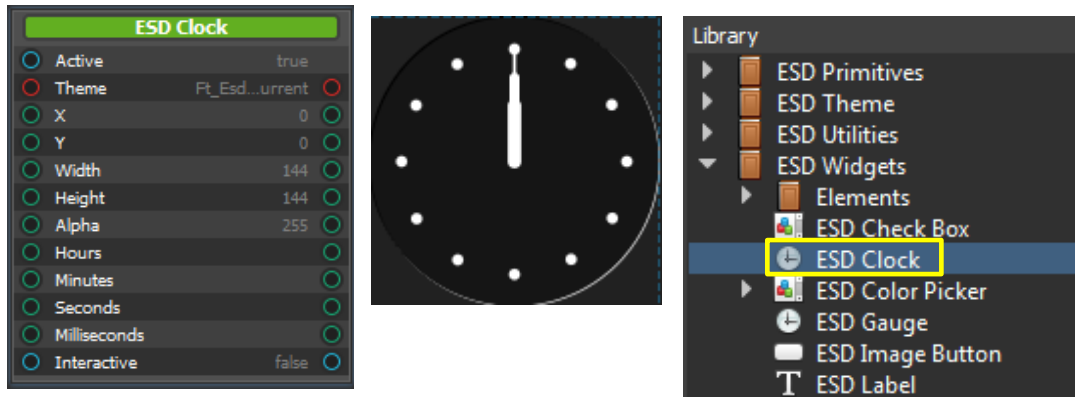 ESD Clock
Active true
Theme Ft_Esd...urrent
X 0
Y 0
Width 144
Height 144
Alpha 255
Hours
Minutes
Seconds
Milliseconds
Interactive false
Library
ESD Primitives
ESD Theme
ESD Utilities
ESD Widgets
Elements
ESD Check Box
ESD Clock
ESD Color Picker
ESD Gauge
ESD Image Button
T ESD Label